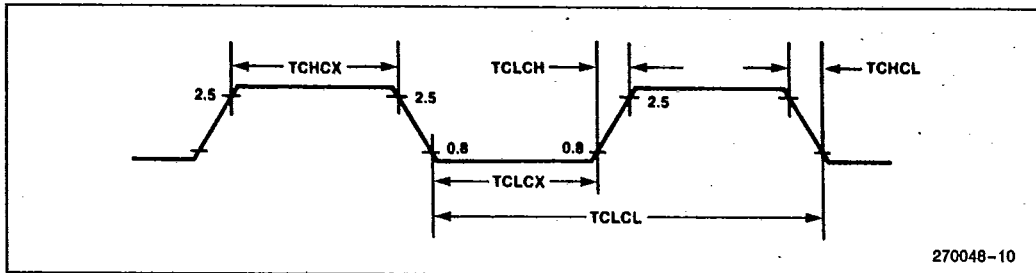 TCHCX
TCLCH
TCHCL
2.5
2.5
2.5
0.8
0.8
TCLCX
TCLCL
270048-10